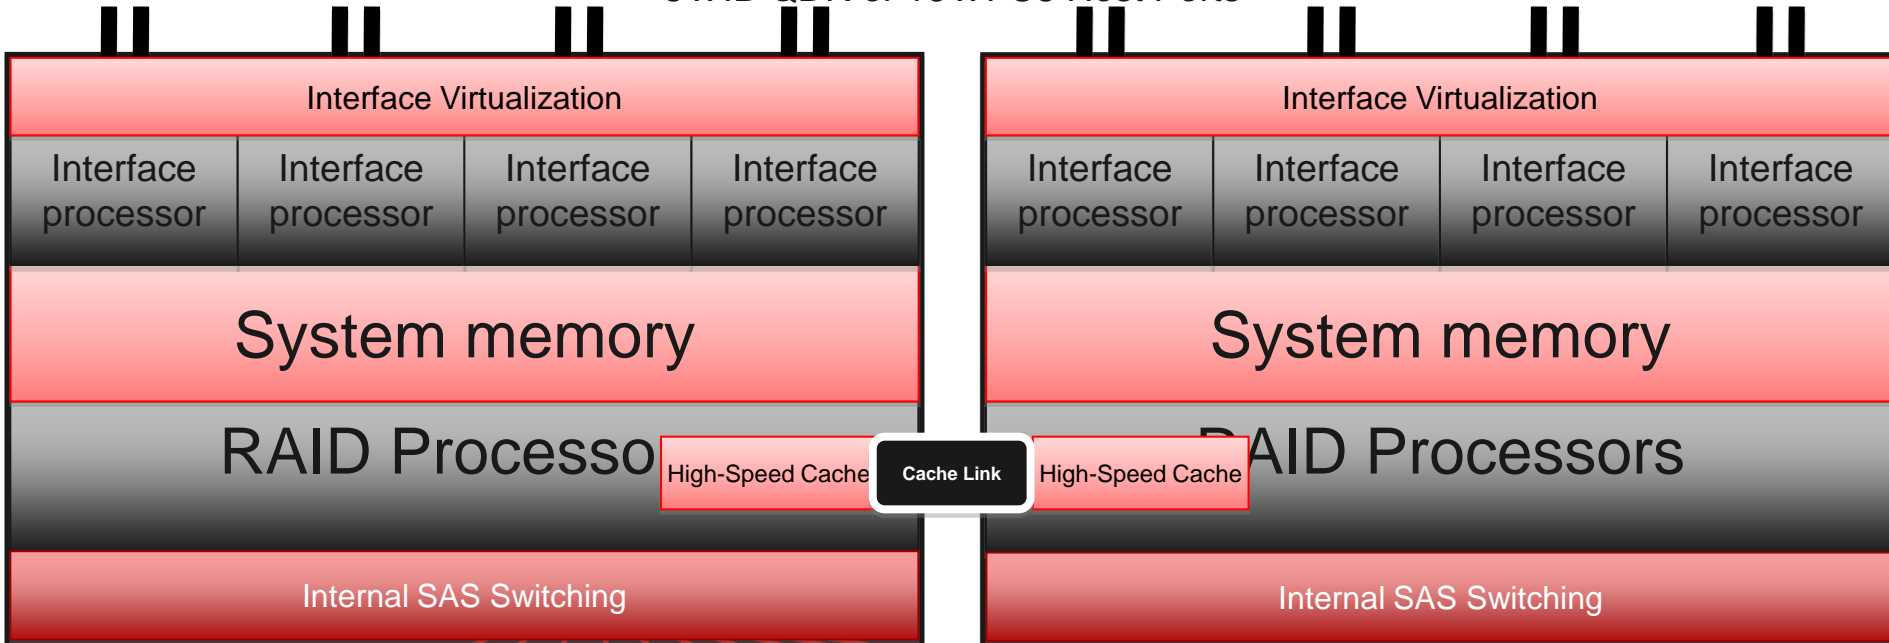 Interface Virtualization
Interface Virtualization
Interface processor
Interface processor
Interface processor
Interface processor
Interface processor
Interface processor
Interface processor
Interface processor
System memory
System memory
RAID Processo
AID Processors
High-Speed Cache
Cache Link
High-Speed Cache
Internal SAS Switching
Internal SAS Switching